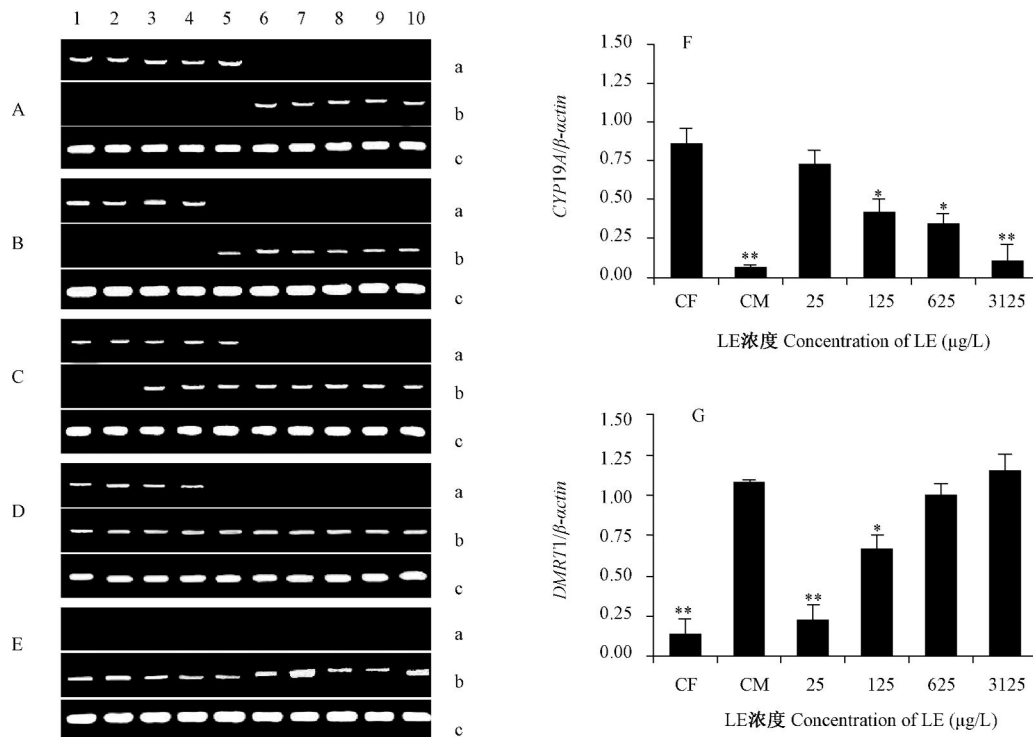 1 2 3 4 5 6 7 8 9 10
A
a
b
c
B
a
b
c
C
a
b
c
D
a
b
c
E
a
b
c
F
CYP19A/β-actin
1.50
1.25
1.00
0.75
0.50
0.25
0.00
**
*
*
**
CF CM 25 125 625 3125
LE浓度 Concentration of LE (μg/L)
G
DMRT1/β-actin
1.50
1.25
1.00
0.75
0.50
0.25
0.00
**
**
*
CF CM 25 125 625 3125
LE浓度 Concentration of LE (μg/L)